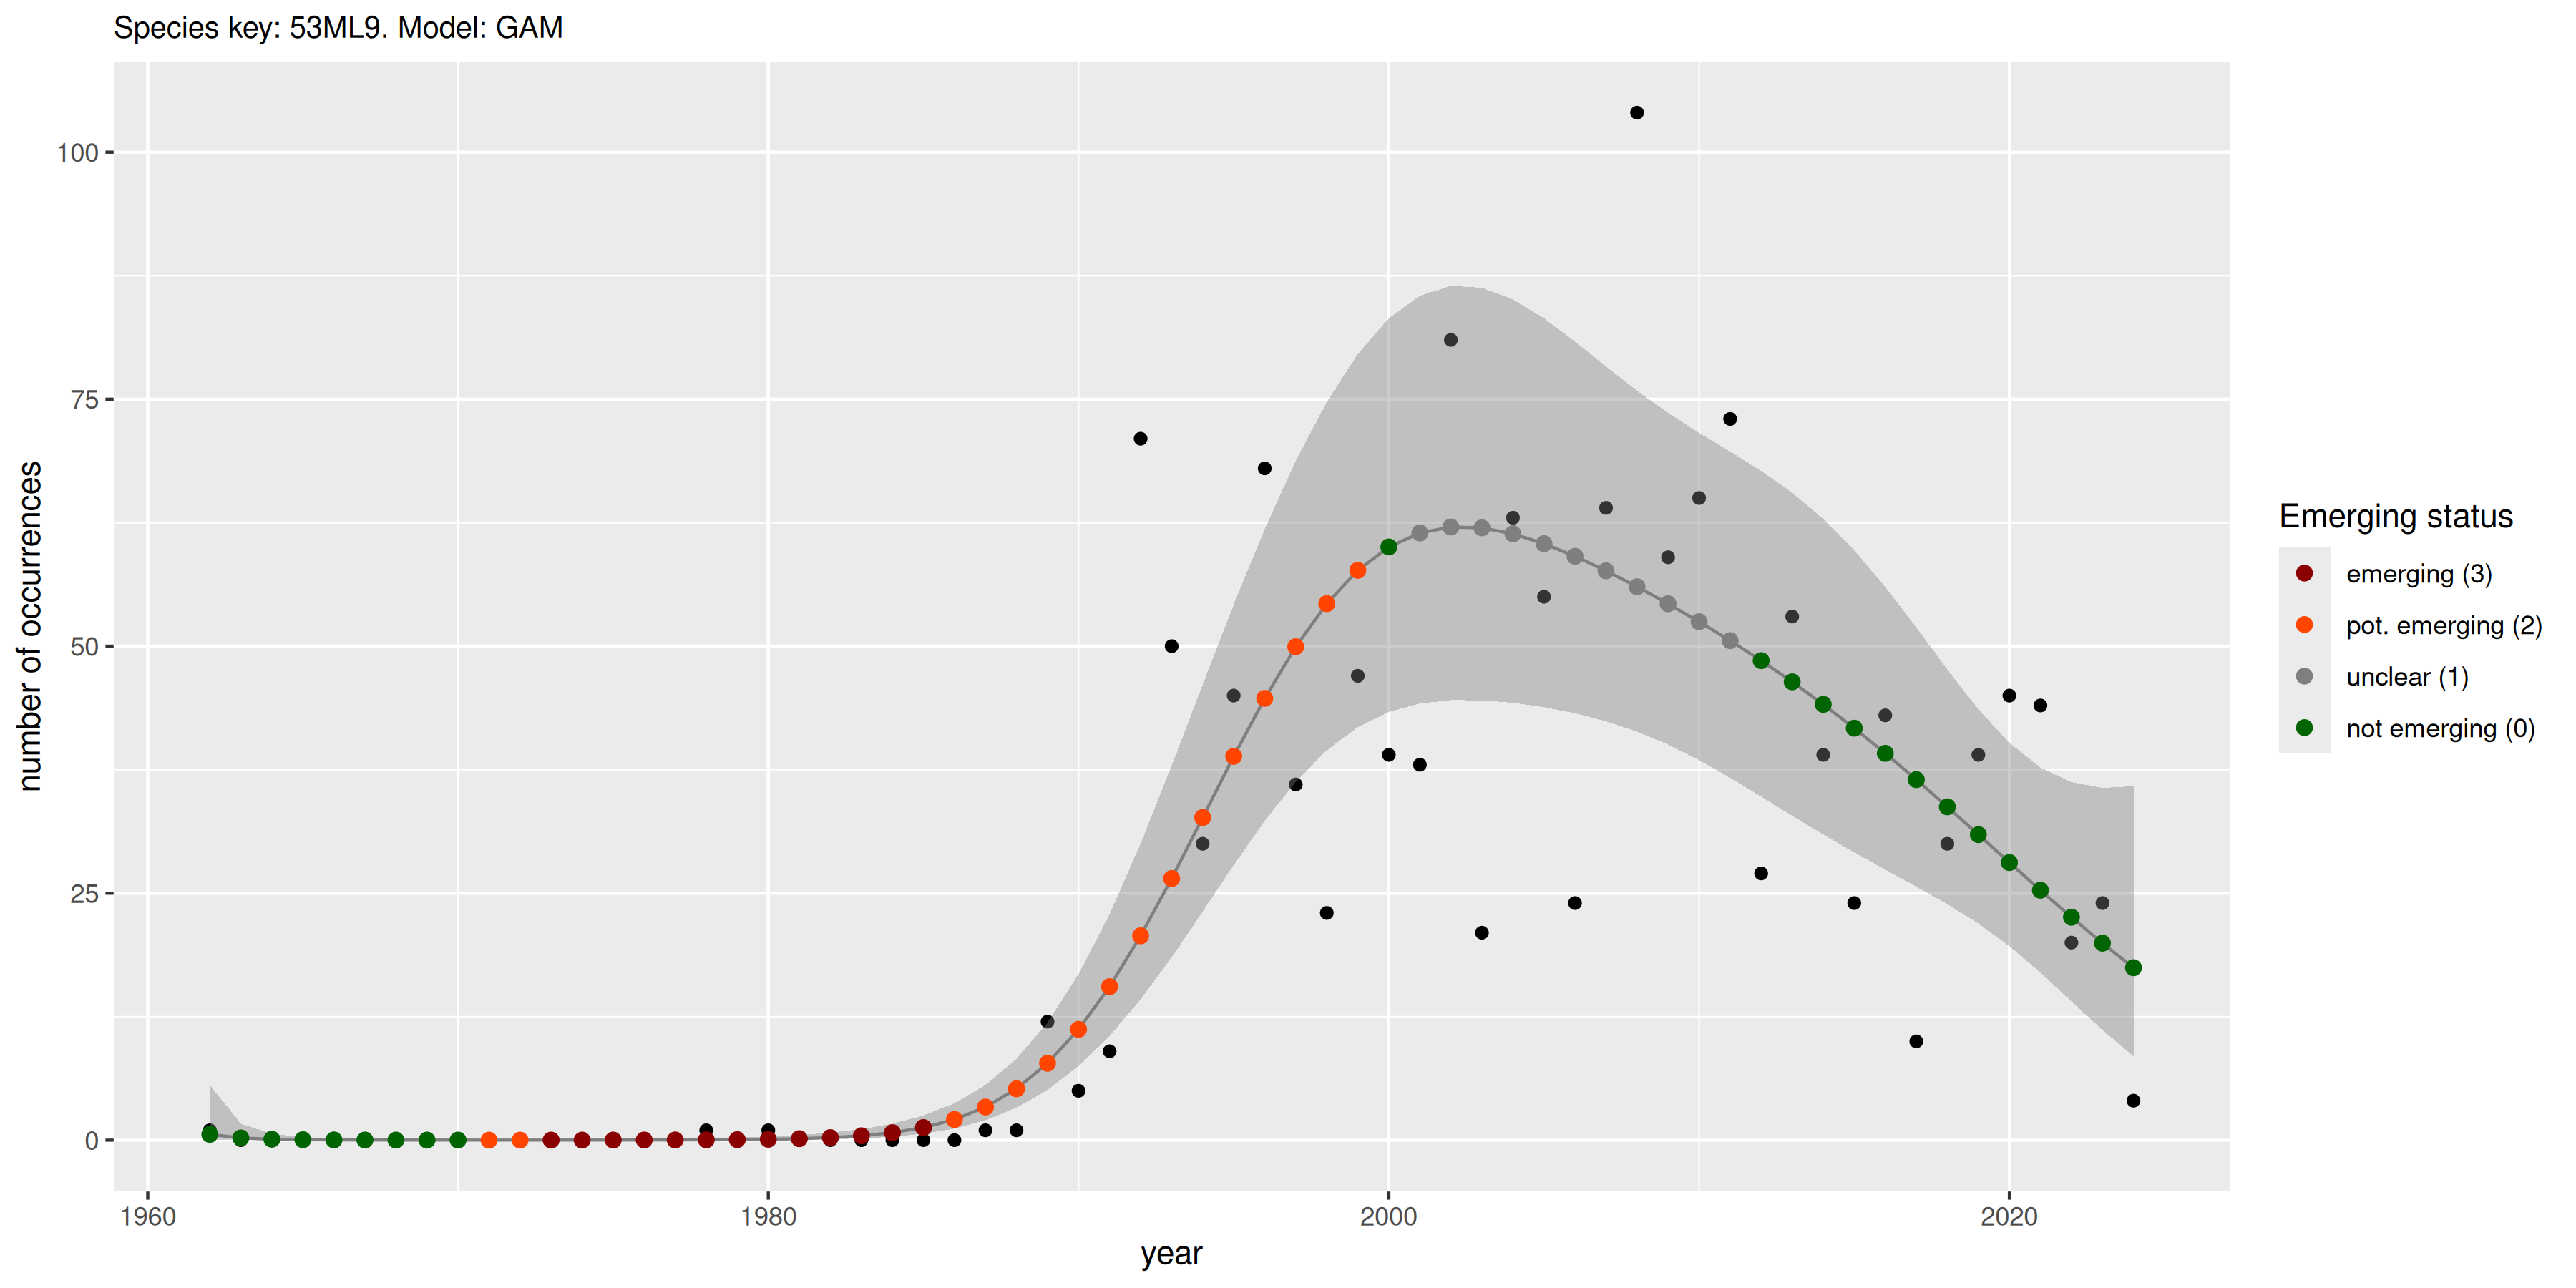 Species key: 53ML9. Model: GAM
100
75
50
25
0
number of occurrences
1960
1980
2000
2020
year
Emerging status
emerging (3)
pot. emerging (2)
unclear (1)
not emerging (0)